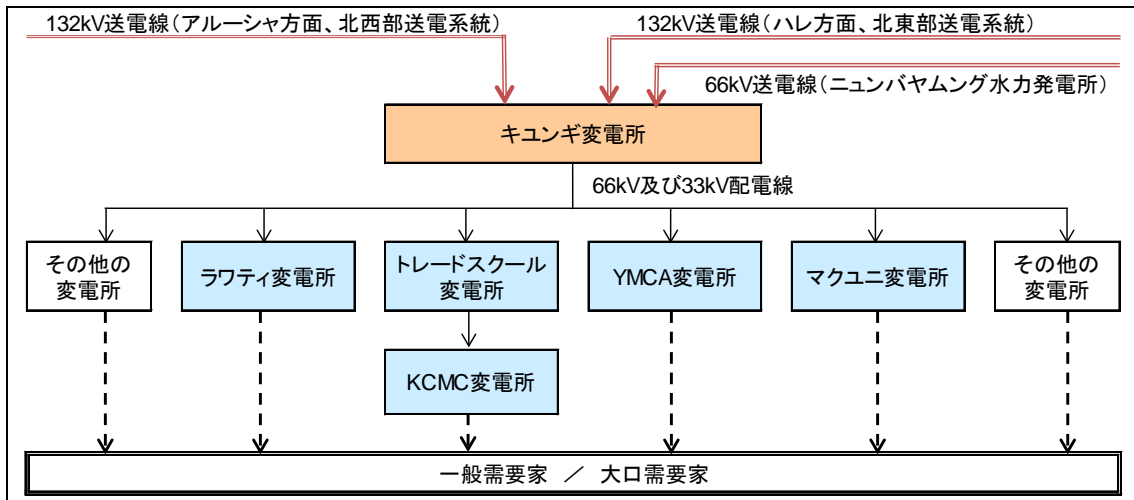 132kV送電線（アルーシャ方面、北西部送電系統）
132kV送電線（ハレ方面、北東部送電系統）
66kV送電線（ニュンバヤムング水力発電所）
キユンギ変電所
66kV及び33kV配電線
その他の
変電所
ラワティ変電所
トレードスクール
変電所
YMCA変電所
マクユニ変電所
その他の
変電所
KCMC変電所
一般需要家　／　大口需要家